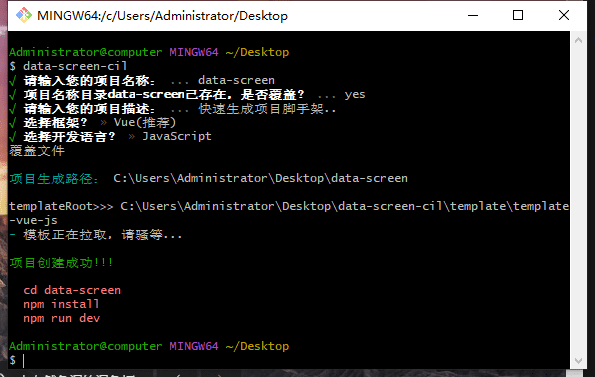 MINGW64:/c/Users/Administrator/Desktop
Administrator@computer MINGW64 ~/Desktop
$ data-screen-cil
√ 请输入您的项目名称： ... data-screen
√ 项目名称目录data-screen已存在，是否覆盖？ ... yes
√ 请输入您的项目描述： ... 快速生成项目脚手架..
√ 选择框架？ » Vue(推荐)
√ 选择开发语言？ » JavaScript
覆盖文件
项目生成路径： C:\Users\Administrator\Desktop\data-screen
templateRoot>>> C:\Users\Administrator\Desktop\data-screen-cil\template\template
-vue-js
- 模板正在拉取，请骚等...
项目创建成功!!!
cd data-screen
npm install
npm run dev
Administrator@computer MINGW64 ~/Desktop
$